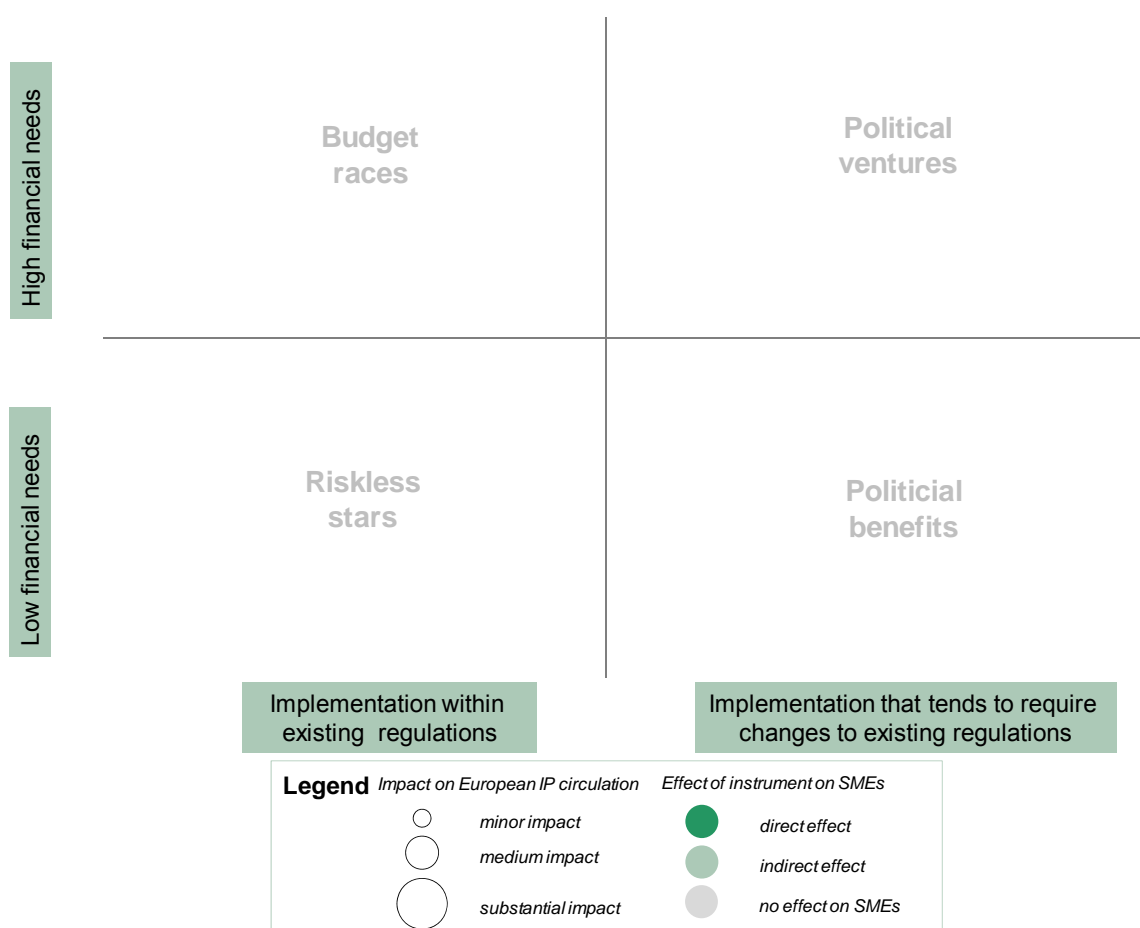 High financial needs
Budget
races
Political
ventures
Low financial needs
Riskless
stars
Politicial
benefits
Implementation within
existing regulations
Implementation that tends to require
changes to existing regulations
Legend Impact on European IP circulation Effect of instrument on SMEs
minor impact direct effect
medium impact indirect effect
substantial impact no effect on SMEs